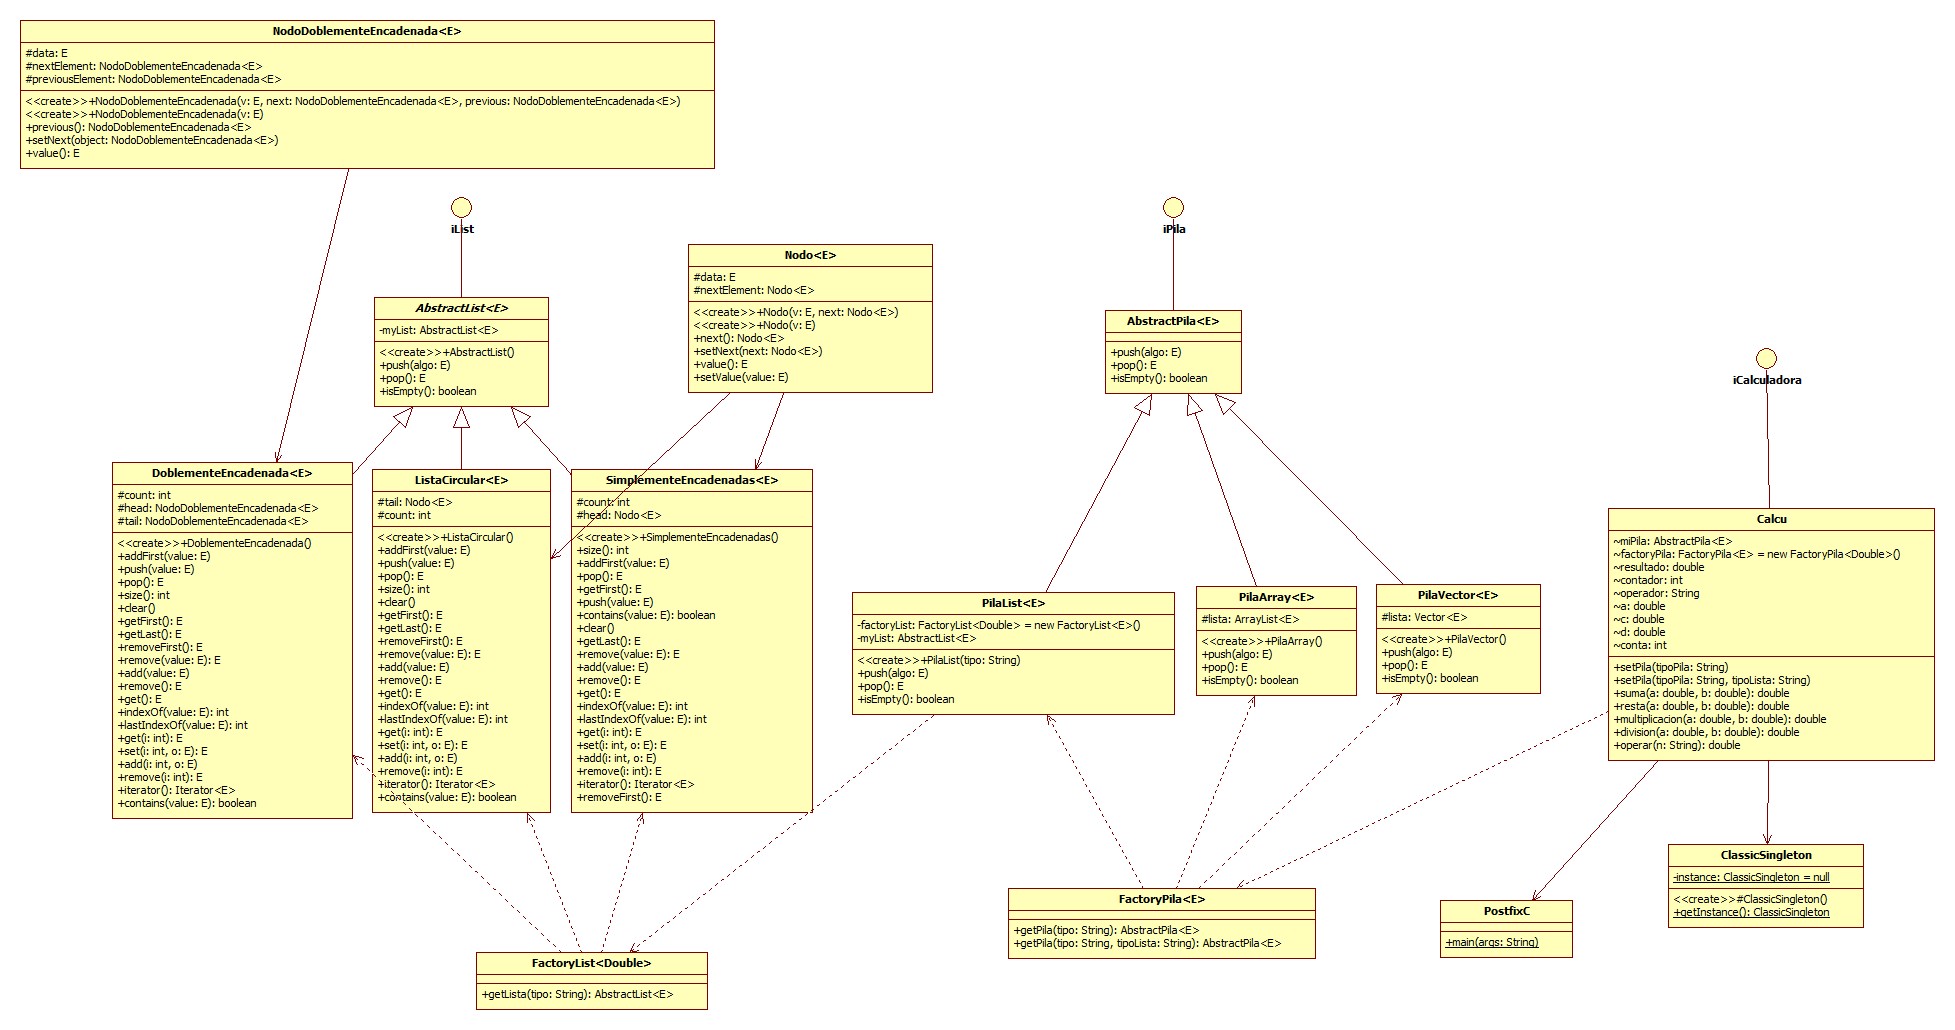 NodoDoblementeEncadenada<E>
#data: E
#nextElement: NodoDoblementeEncadenada<E>
#previousElement: NodoDoblementeEncadenada<E>
<<create>>+NodoDoblementeEncadenada(v: E, next: NodoDoblementeEncadenada<E>, previous: NodoDoblementeEncadenada<E>)
<<create>>+NodoDoblementeEncadenada(v: E)
+previous(): NodoDoblementeEncadenada<E>
+setNext(object: NodoDoblementeEncadenada<E>)
+value(): E
iList
AbstractList<E>
-myList: AbstractList<E>
<<create>>+AbstractList()
+push(algo: E)
+pop(): E
+isEmpty(): boolean
Nodo<E>
#data: E
#nextElement: Nodo<E>
<<create>>+Nodo(v: E, next: Nodo<E>)
<<create>>+Nodo(v: E)
+next(): Nodo<E>
+setNext(next: Nodo<E>)
+value(): E
+setValue(value: E)
iPila
AbstractPila<E>
+push(algo: E)
+pop(): E
+isEmpty(): boolean
iCalculadora
DoblementeEncadenada<E>
#count: int
#head: NodoDoblementeEncadenada<E>
#tail: NodoDoblementeEncadenada<E>
<<create>>+DoblementeEncadenada()
+addFirst(value: E)
+push(value: E)
+pop(): E
+size(): int
+clear()
+getFirst(): E
+getLast(): E
+removeFirst(): E
+remove(value: E): E
+add(value: E)
+remove(): E
+get(): E
+indexOf(value: E): int
+lastIndexOf(value: E): int
+get(i: int): E
+set(i: int, o: E): E
+add(i: int, o: E)
+remove(i: int): E
+iterator(): Iterator<E>
+contains(value: E): boolean
ListaCircular<E>
#tail: Nodo<E>
#count: int
<<create>>+ListaCircular()
+addFirst(value: E)
+push(value: E)
+pop(): E
+size(): int
+clear()
+getFirst(): E
+getLast(): E
+removeFirst(): E
+remove(value: E): E
+add(value: E)
+remove(): E
+get(): E
+indexOf(value: E): int
+lastIndexOf(value: E): int
+get(i: int): E
+set(i: int, o: E): E
+add(i: int, o: E)
+remove(i: int): E
+iterator(): Iterator<E>
+contains(value: E): boolean
SimplementeEncadenadas<E>
#count: int
#head: Nodo<E>
<<create>>+SimplementeEncadenadas()
+size(): int
+addFirst(value: E)
+pop(): E
+getFirst(): E
+push(value: E)
+contains(value: E): boolean
+clear()
+getLast(): E
+remove(value: E): E
+add(value: E)
+remove(): E
+get(): E
+indexOf(value: E): int
+lastIndexOf(value: E): int
+get(i: int): E
+set(i: int, o: E): E
+add(i: int, o: E)
+remove(i: int): E
+iterator(): Iterator<E>
+removeFirst(): E
PilaList<E>
-factoryList: FactoryList<Double> = new FactoryList<E>()
-myList: AbstractList<E>
<<create>>+PilaList(tipo: String)
+push(algo: E)
+pop(): E
+isEmpty(): boolean
PilaArray<E>
#lista: ArrayList<E>
<<create>>+PilaArray()
+push(algo: E)
+pop(): E
+isEmpty(): boolean
PilaVector<E>
#lista: Vector<E>
<<create>>+PilaVector()
+push(algo: E)
+pop(): E
+isEmpty(): boolean
Calcu
~miPila: AbstractPila<E>
~factoryPila: FactoryPila<E> = new FactoryPila<Double>()
~resultado: double
~contador: int
~operador: String
~a: double
~c: double
~d: double
~conta: int
+setPila(tipoPila: String)
+setPila(tipoPila: String, tipoLista: String)
+suma(a: double, b: double): double
+resta(a: double, b: double): double
+multiplicacion(a: double, b: double): double
+division(a: double, b: double): double
+operar(n: String): double
FactoryList<Double>
+getLista(tipo: String): AbstractList<E>
FactoryPila<E>
+getPila(tipo: String): AbstractPila<E>
+getPila(tipo: String, tipoLista: String): AbstractPila<E>
PostfixC
+main(args: String)
ClassicSingleton
-instance: ClassicSingleton = null
<<create>>#ClassicSingleton()
+getInstance(): ClassicSingleton